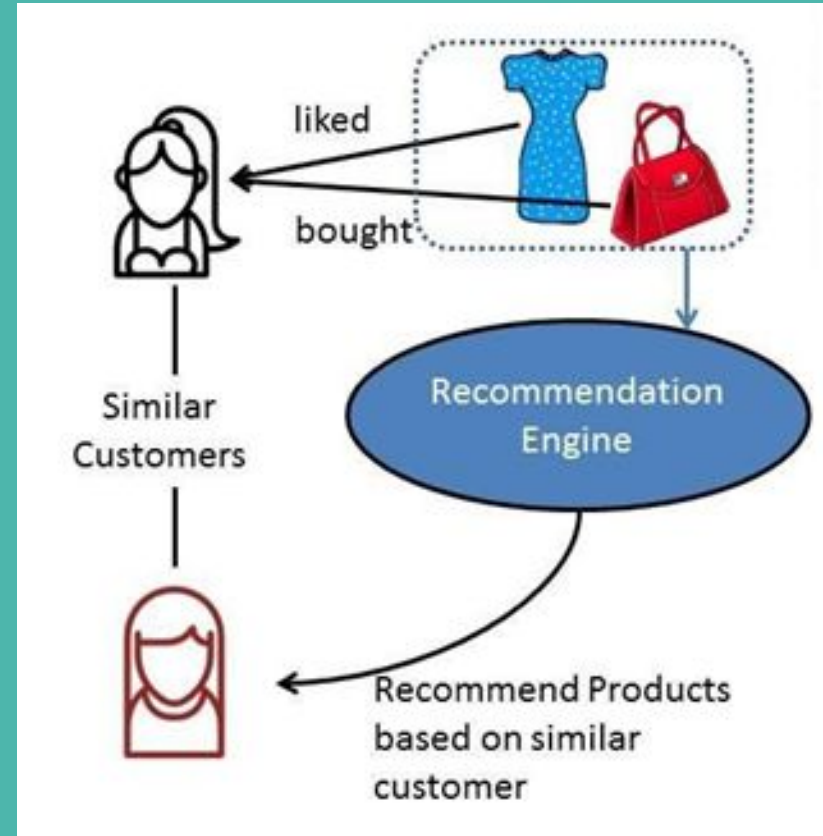 liked
bought
Similar
Customers
Recommendation
Engine
Recommend Products
based on similar
customer